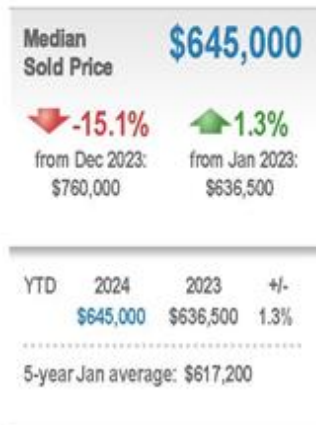 Median
Sold Price
$645,000
-15.1%
from Dec 2023:
$760,000
1.3%
from Jan 2023:
$636,500
YTD 2024 2023 +/-
$645,000 $636,500 1.3%
5-year Jan average: $617,200